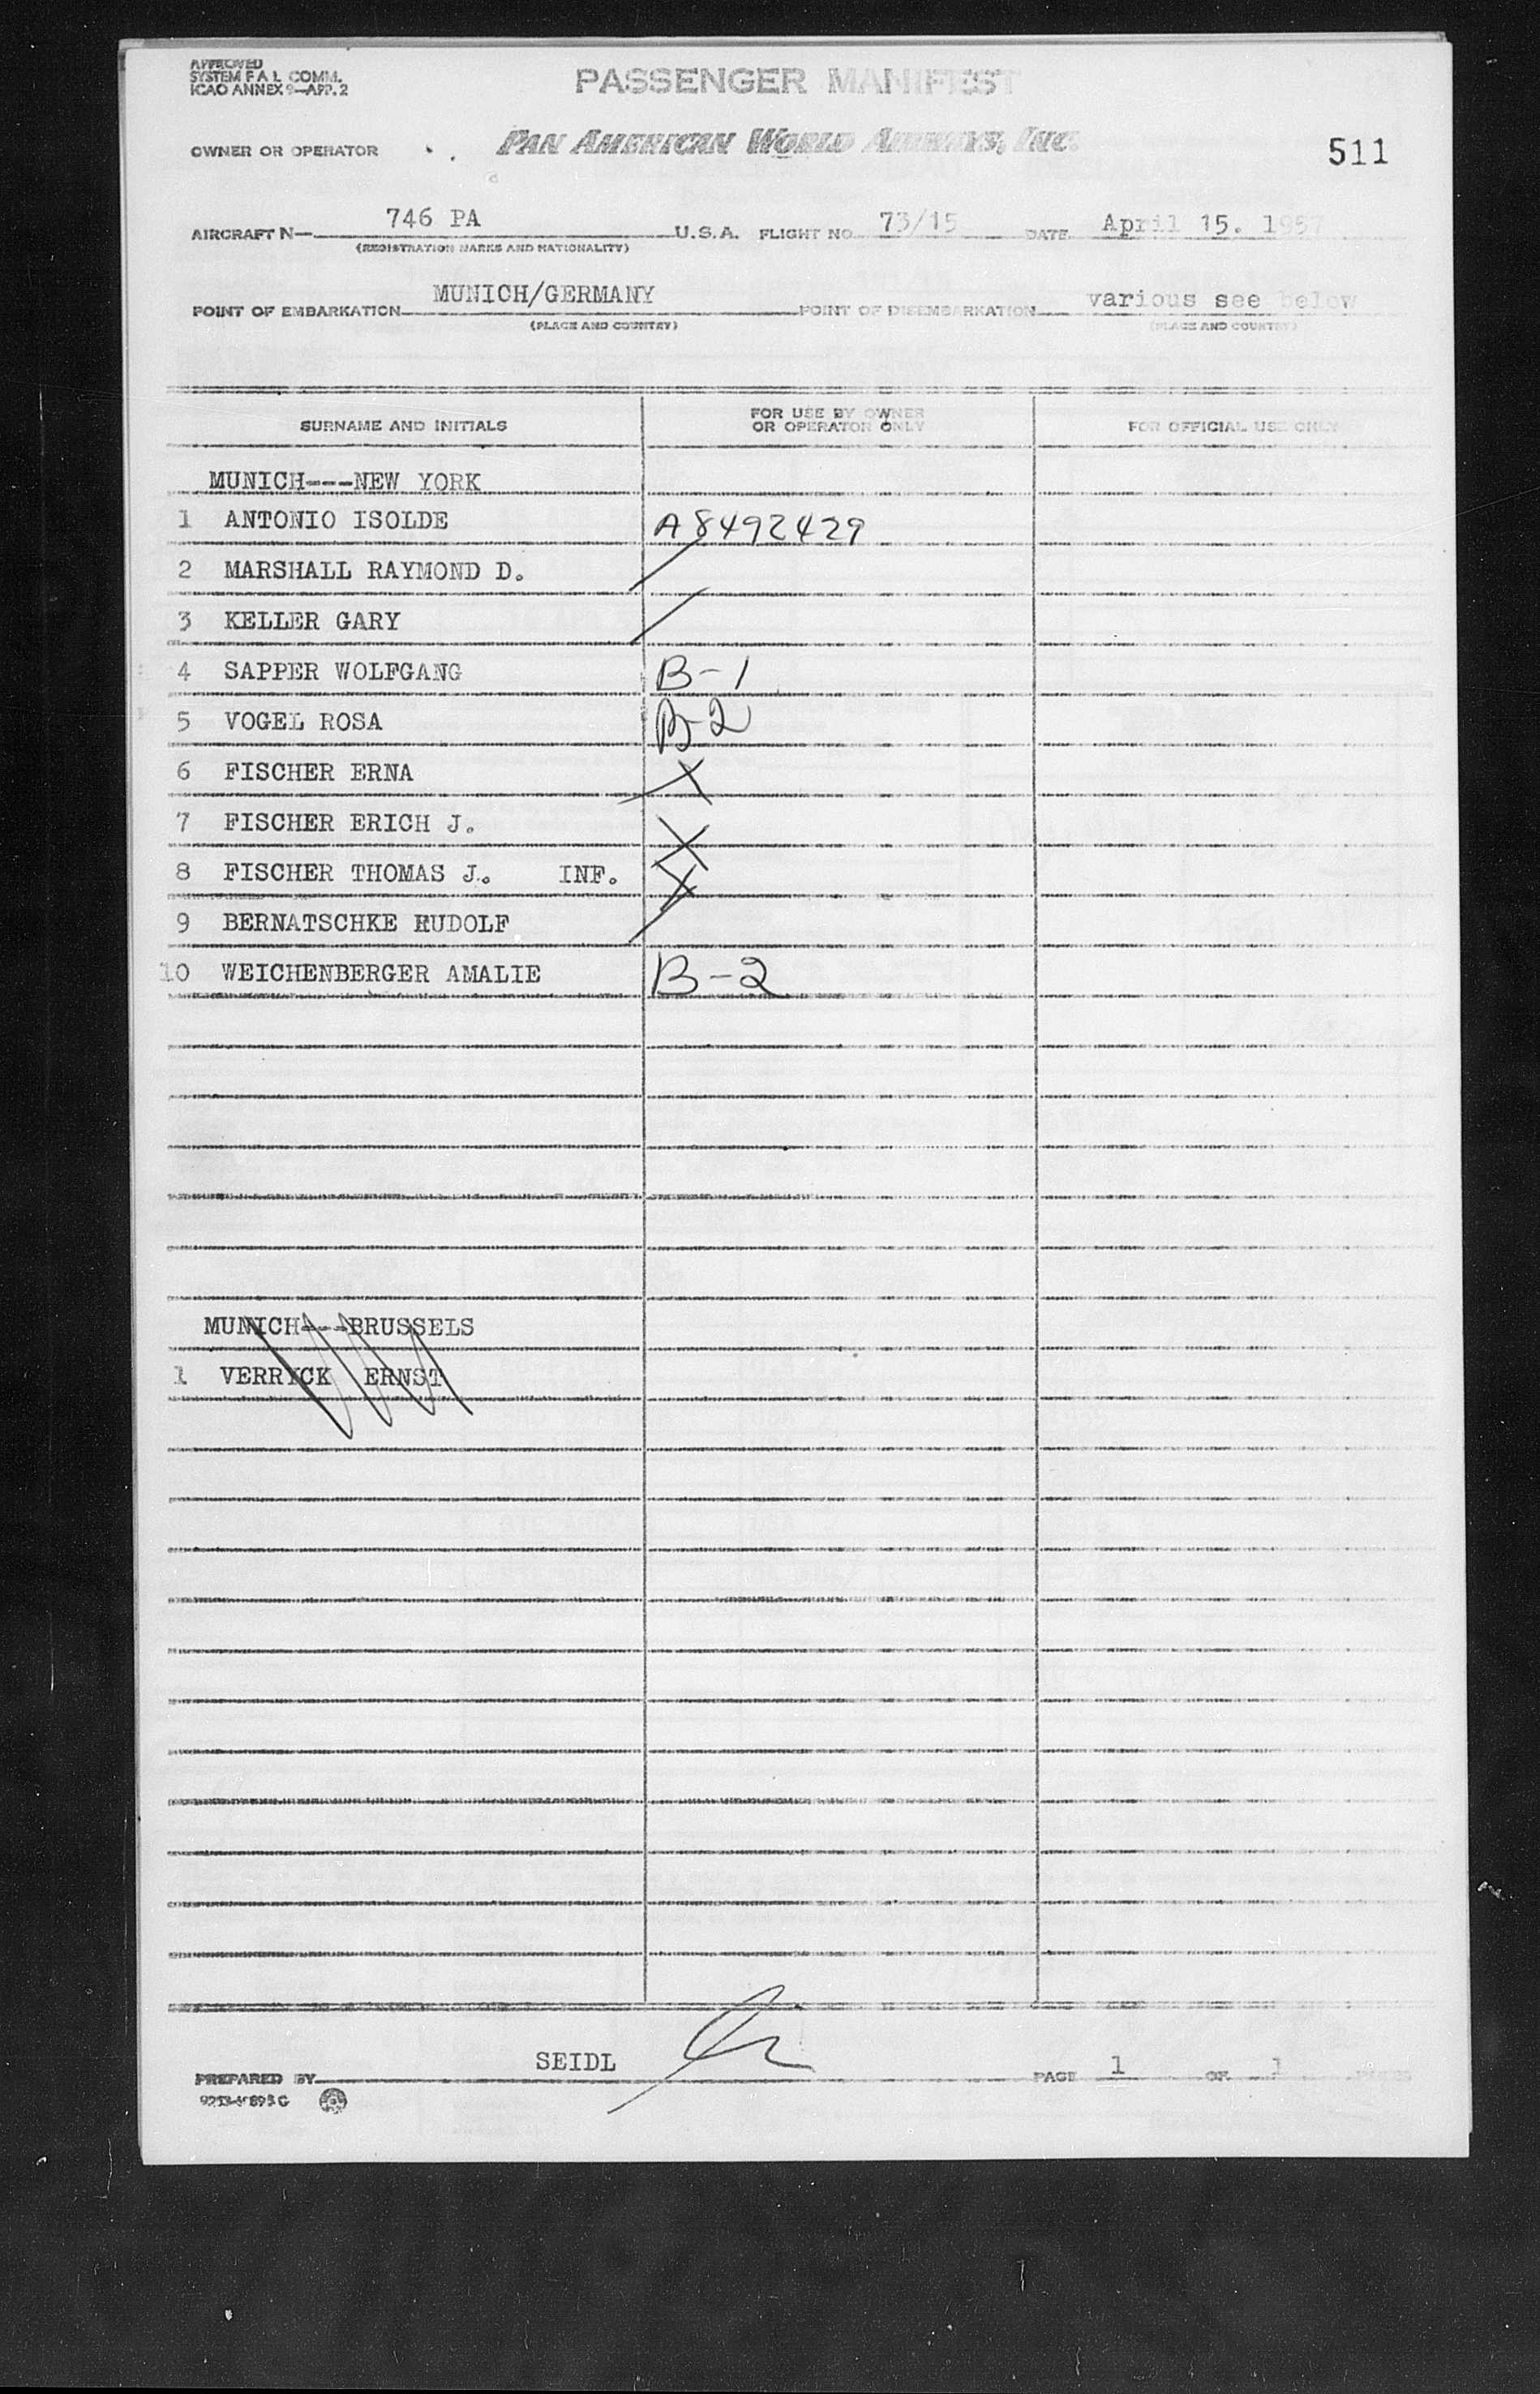 APPROVED
SYSTEM F A L COMM.
ICAO ANNEX 9—APP. 2
PASSENGER MANIFEST
OWNER OR OPERATOR PAN AMERICAN WORLD AIRWAYS, INC.
511
AIRCRAFT N— 746 PA U.S.A. FLIGHT NO. 73/15 DATE April 15. 1957
(REGISTRATION MARKS AND NATIONALITY)
POINT OF EMBARKATION MUNICH/GERMANY POINT OF DISEMBARKATION various see below
(PLACE AND COUNTRY) (PLACE AND COUNTRY)
SURNAME AND INITIALS FOR USE BY OWNER OR OPERATOR ONLY FOR OFFICIAL USE ONLY
MUNICH---NEW YORK
1 ANTONIO ISOLDE A8492429
2 MARSHALL RAYMOND D.
3 KELLER GARY
4 SAPPER WOLFGANG B-1
5 VOGEL ROSA B-2
6 FISCHER ERNA X
7 FISCHER ERICH J. X
8 FISCHER THOMAS J. INF. X
9 BERNATSCHKE RUDOLF
10 WEICHENBERGER AMALIE B-2
MUNICH---BRUSSELS
1 VERRYCK ERNST
SEIDL
PREPARED BY PAGE 1 OF 1 PAGES